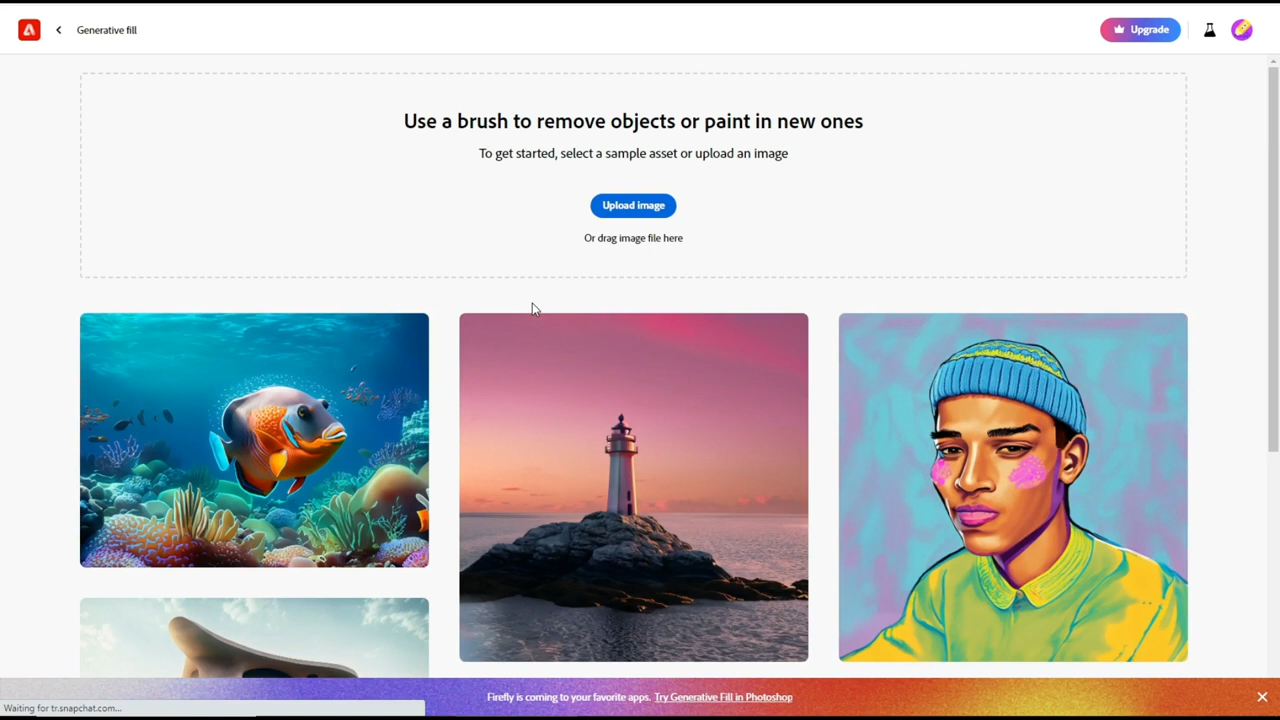 Generative fill
Upgrade
Use a brush to remove objects or paint in new ones
To get started, select a sample asset or upload an image
Upload image
Or drag image file here
Firefly is coming to your favorite apps. Try Generative Fill in Photoshop
Waiting for tr.snapchat.com...